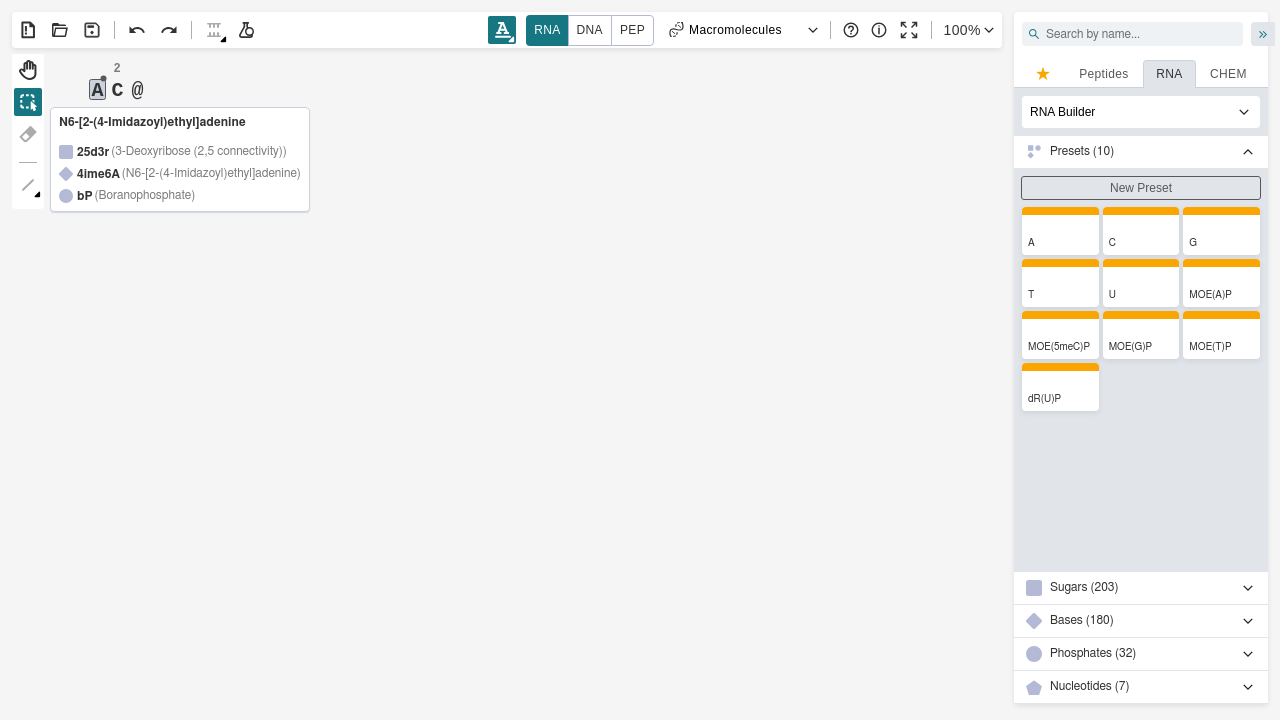 A
RNA
DNA
PEP
Macromolecules
100%
Search by name...
2
A C @
N6-[2-(4-Imidazoyl)ethyl]adenine
25d3r (3-Deoxyribose (2,5 connectivity))
4ime6A (N6-[2-(4-Imidazoyl)ethyl]adenine)
bP (Boranophosphate)
Peptides
RNA
CHEM
RNA Builder
Presets (10)
New Preset
A
C
G
T
U
MOE(A)P
MOE(5meC)P
MOE(G)P
MOE(T)P
dR(U)P
Sugars (203)
Bases (180)
Phosphates (32)
Nucleotides (7)